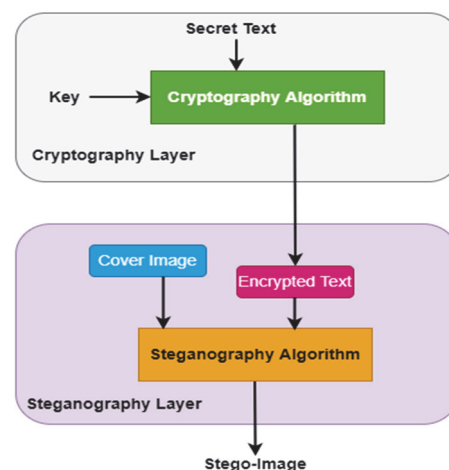 Secret Text
Key
Cryptography Algorithm
Cryptography Layer
Cover Image
Encrypted Text
Steganography Algorithm
Steganography Layer
Stego-Image